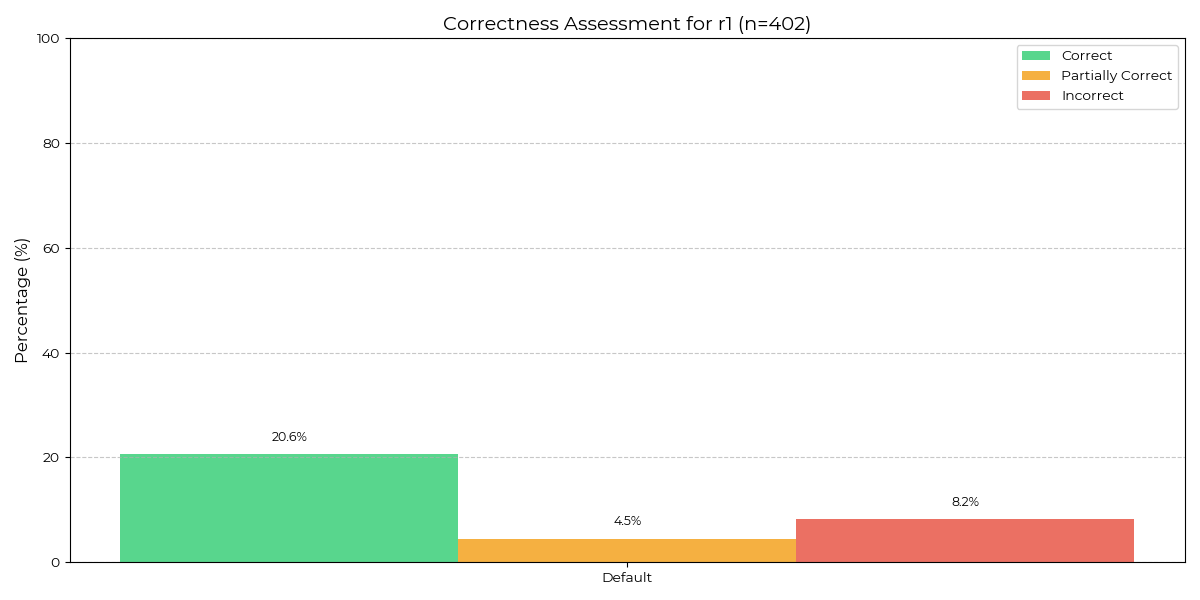 Correctness Assessment for r1 (n=402)
Correct
Partially Correct
Incorrect
Percentage (%)
100
80
60
40
20
0
20.6%
4.5%
8.2%
Default